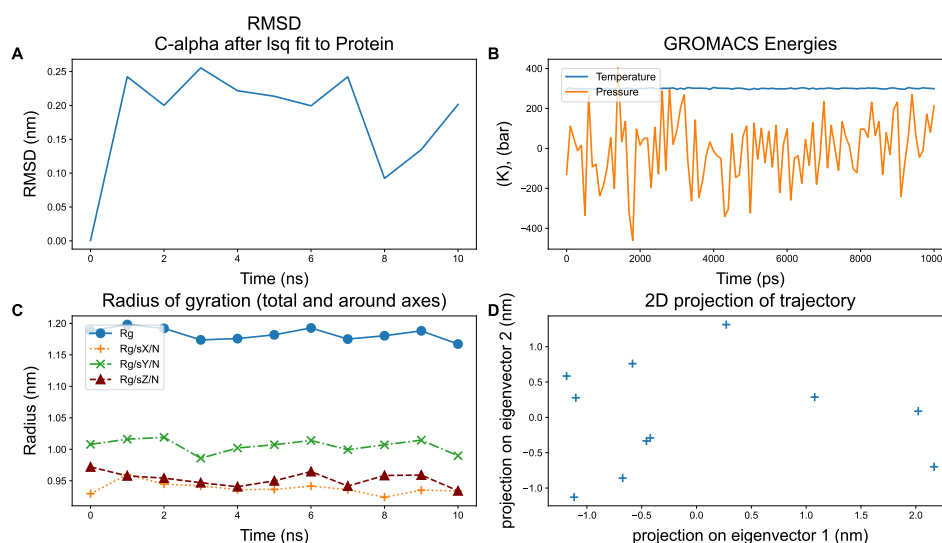 A
RMSD
C-alpha after lsq fit to Protein
RMSD (nm)
0.25
0.20
0.15
0.10
0.05
0.00
0 2 4 6 8 10
Time (ns)
B
GROMACS Energies
(K), (bar)
400
200
0
−200
−400
Temperature
Pressure
0 2000 4000 6000 8000 1000
Time (ps)
C
Radius of gyration (total and around axes)
Radius (nm)
1.20
1.15
1.10
1.05
1.00
0.95
Rg
Rg/sX/N
Rg/sY/N
Rg/sZ/N
0 2 4 6 8 10
Time (ns)
D
2D projection of trajectory
projection on eigenvector 2 (nm)
1.0
0.5
0.0
−0.5
−1.0
−1.0 −0.5 0.0 0.5 1.0 1.5 2.0
projection on eigenvector 1 (nm)